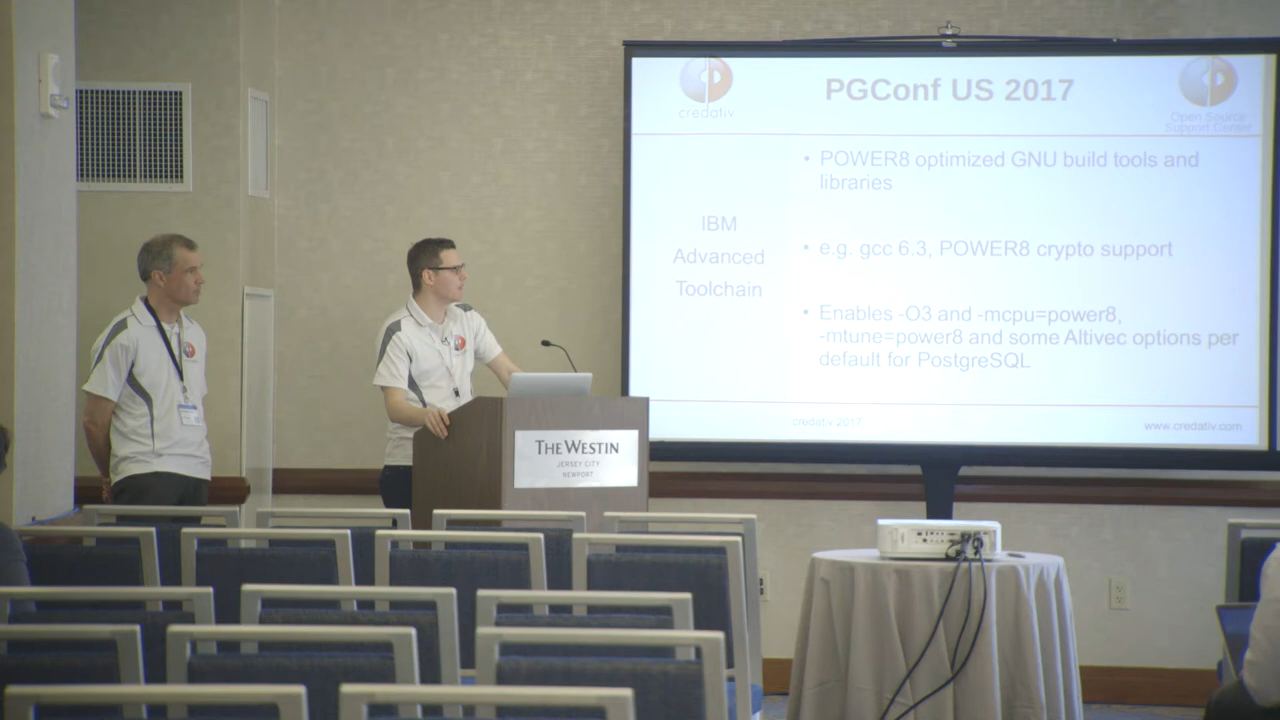 credativ
PGConf US 2017
Open Source
Support Center
IBM
Advanced
Toolchain
• POWER8 optimized GNU build tools and
libraries
• e.g. gcc 6.3, POWER8 crypto support
• Enables -O3 and -mcpu=power8,
-mtune=power8 and some Altivec options per
default for PostgreSQL
credativ 2017
www.credativ.com
THE WESTIN
JERSEY CITY
NEWPORT